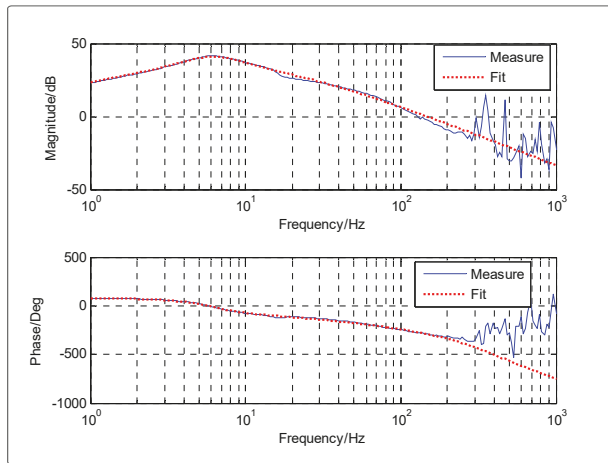 50
0
-50
Magnitude/dB
Measure
Fit
10^0
10^1
10^2
10^3
Frequency/Hz
500
0
-500
-1000
Phase/Deg
Measure
Fit
10^0
10^1
10^2
10^3
Frequency/Hz